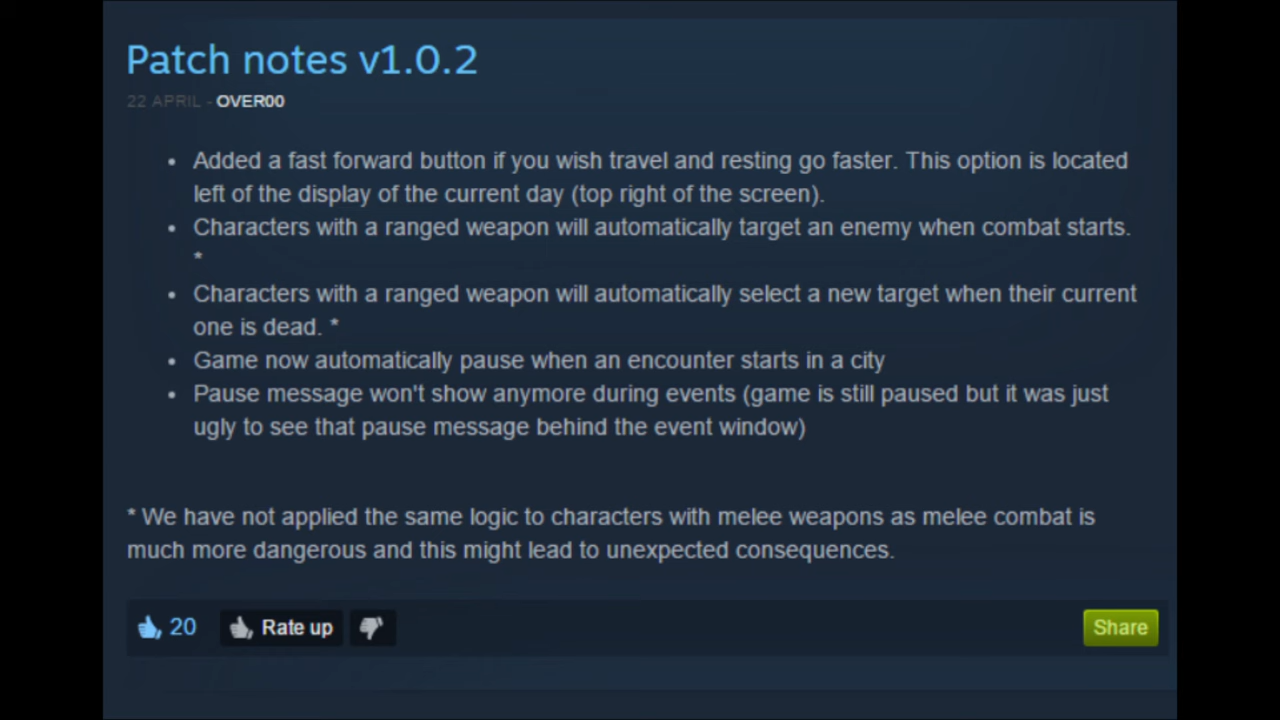 Patch notes v1.0.2
22 APRIL - OVER00
• Added a fast forward button if you wish travel and resting go faster. This option is located
left of the display of the current day (top right of the screen).
• Characters with a ranged weapon will automatically target an enemy when combat starts.
*
• Characters with a ranged weapon will automatically select a new target when their current
one is dead. *
• Game now automatically pause when an encounter starts in a city
• Pause message won't show anymore during events (game is still paused but it was just
ugly to see that pause message behind the event window)
* We have not applied the same logic to characters with melee weapons as melee combat is
much more dangerous and this might lead to unexpected consequences.
20 Rate up Share